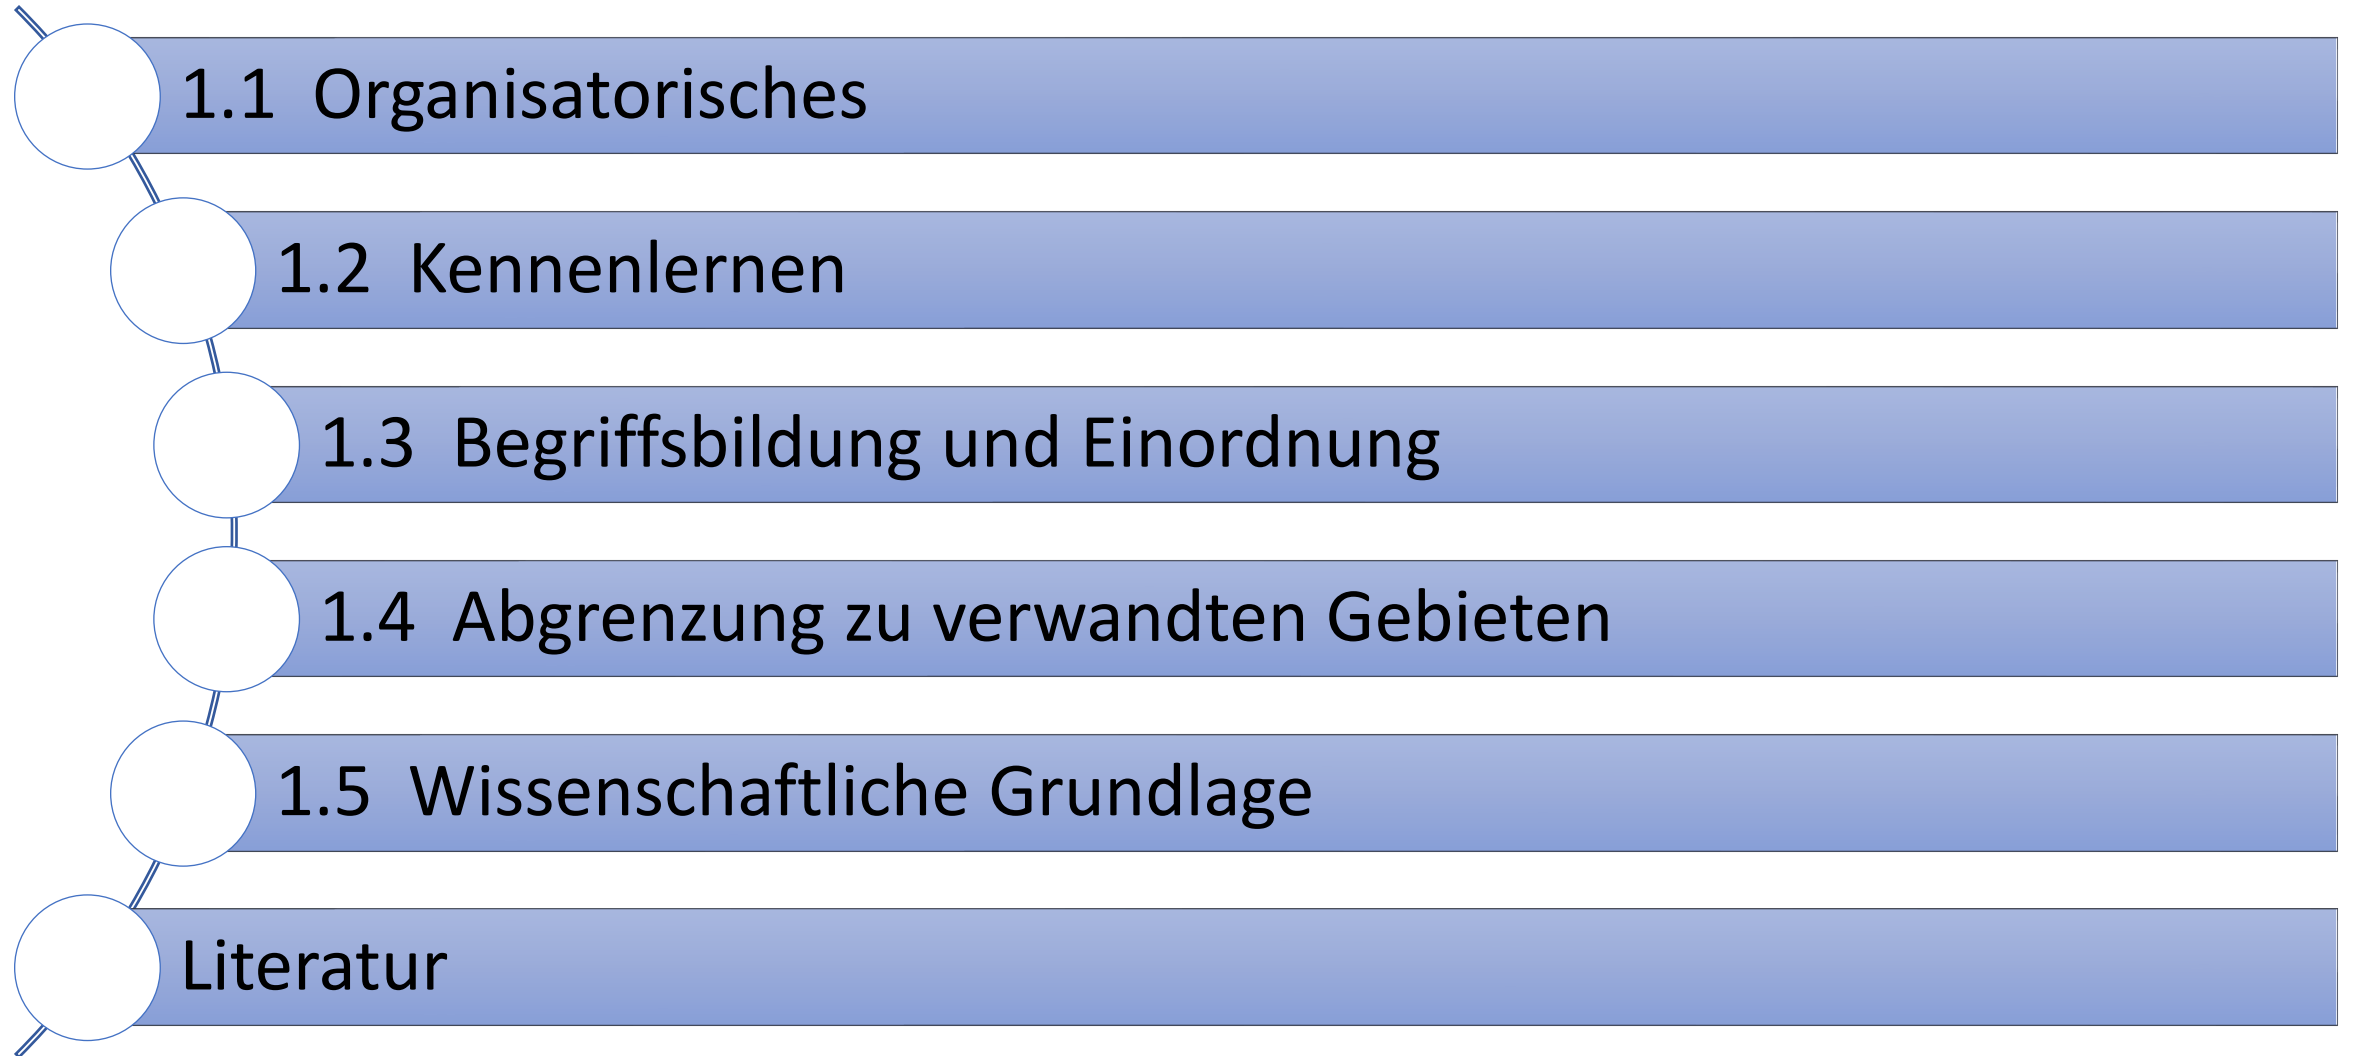 1.1 Organisatorisches
1.2 Kennenlernen
1.3 Begriffsbildung und Einordnung
1.4 Abgrenzung zu verwandten Gebieten
1.5 Wissenschaftliche Grundlage
Literatur